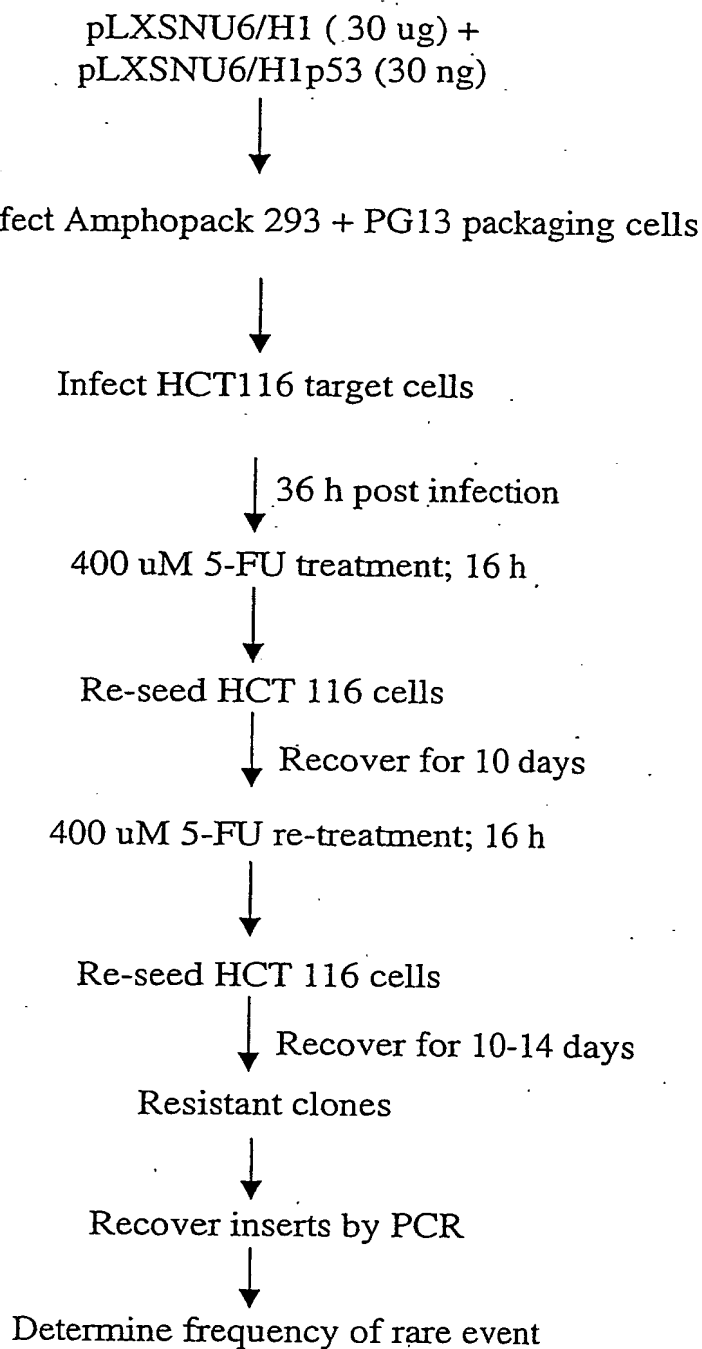 pLXSNU6/H1 ( 30 ug) +
pLXSNU6/H1p53 (30 ng)
fect Amphopack 293 + PG13 packaging cells
Infect HCT116 target cells
36 h post infection
400 uM 5-FU treatment; 16 h
Re-seed HCT 116 cells
Recover for 10 days
400 uM 5-FU re-treatment; 16 h
Re-seed HCT 116 cells
Recover for 10-14 days
Resistant clones
Recover inserts by PCR
Determine frequency of rare event